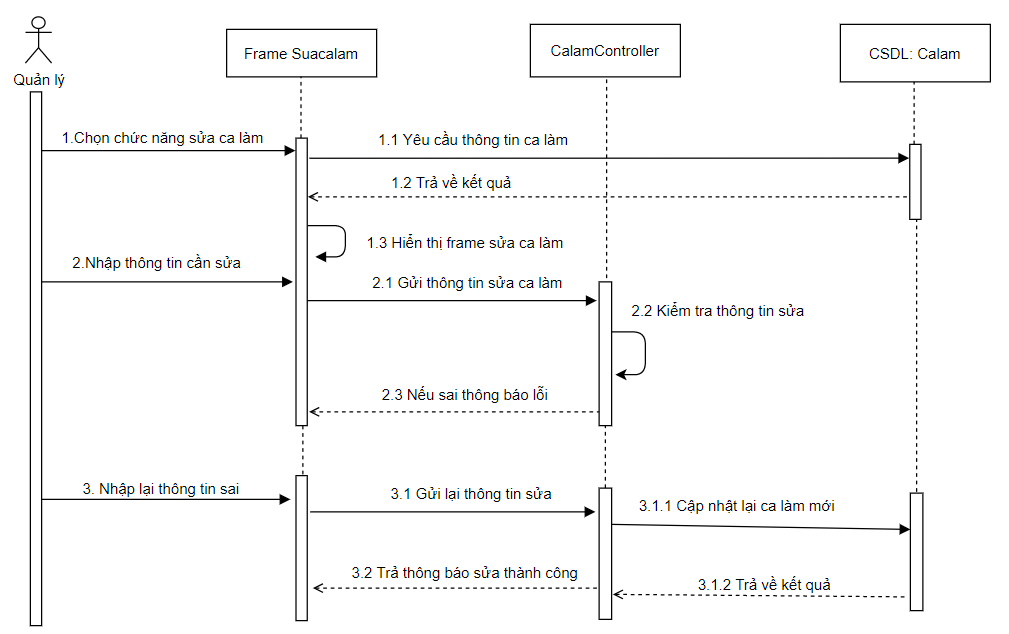 Quản lý
Frame Suacalam
CalamController
CSDL: Calam
1.Chọn chức năng sửa ca làm
1.1 Yêu cầu thông tin ca làm
1.2 Trả về kết quả
1.3 Hiển thị frame sửa ca làm
2.Nhập thông tin cần sửa
2.1 Gửi thông tin sửa ca làm
2.2 Kiểm tra thông tin sửa
2.3 Nếu sai thông báo lỗi
3. Nhập lại thông tin sai
3.1 Gửi lại thông tin sửa
3.1.1 Cập nhật lại ca làm mới
3.2 Trả thông báo sửa thành công
3.1.2 Trả về kết quả